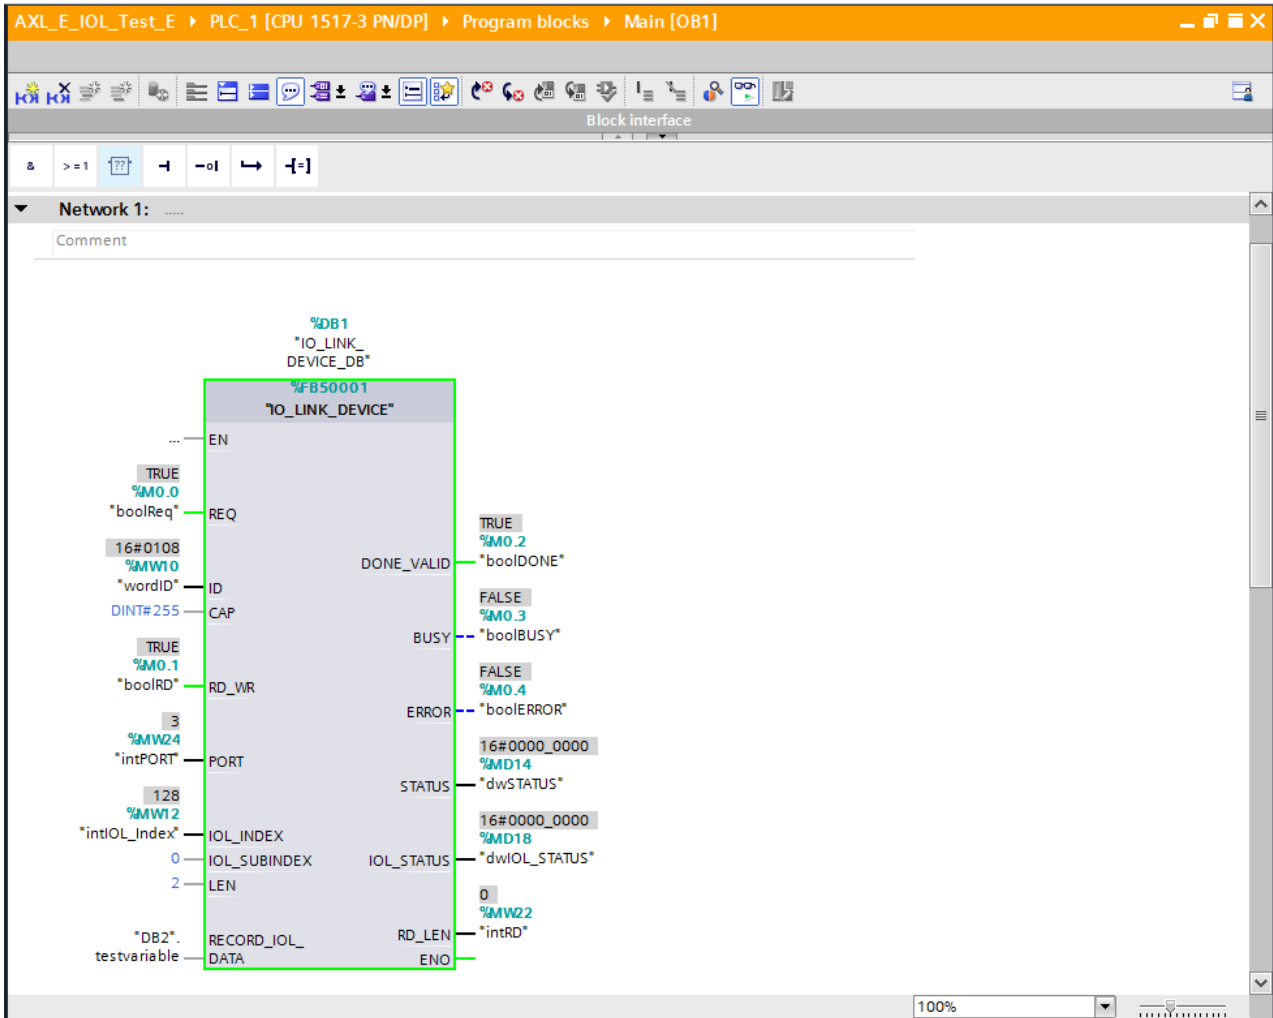 AXL_E_IOL_Test_E ▸ PLC_1 [CPU 1517-3 PN/DP] ▸ Program blocks ▸ Main [OB1]
Block interface
& >=1 ?? [=]
Network 1: .....
Comment
%DB1
"IO_LINK_
DEVICE_DB"
%FB50001
"IO_LINK_DEVICE"
... EN
TRUE
%M0.0
"boolReq" REQ
TRUE
%M0.2
DONE_VALID "boolDONE"
16#0108
%MW10
"wordID" ID
DINT#255 CAP
FALSE
%M0.3
BUSY "boolBUSY"
TRUE
%M0.1
"boolRD" RD_WR
FALSE
%M0.4
ERROR "boolERROR"
3
%MW24
"intPORT" PORT
16#0000_0000
%MD14
STATUS "dwSTATUS"
128
%MW12
"intIOL_Index" IOL_INDEX
0 IOL_SUBINDEX
2 LEN
16#0000_0000
%MD18
IOL_STATUS "dwIOL_STATUS"
0
%MW22
RD_LEN "intRD"
"DB2".
testvariable RECORD_IOL_
DATA
ENO
100%